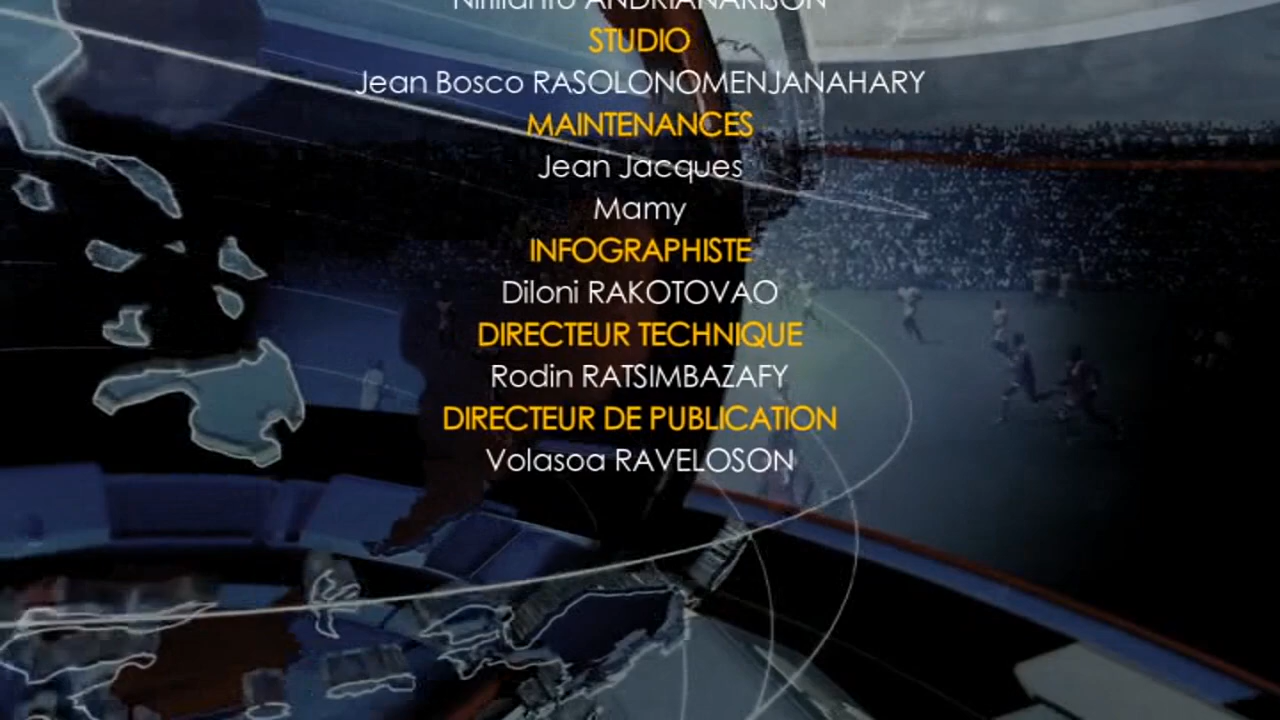 ANDRIANARISON
STUDIO
Jean Bosco RASOLONOMENJANAHARY
MAINTENANCES
Jean Jacques
Mamy
INFOGRAPHISTE
Diloni RAKOTOVAO
DIRECTEUR TECHNIQUE
Rodin RATSIMBAZAFY
DIRECTEUR DE PUBLICATION
Volasoa RAVELOSON